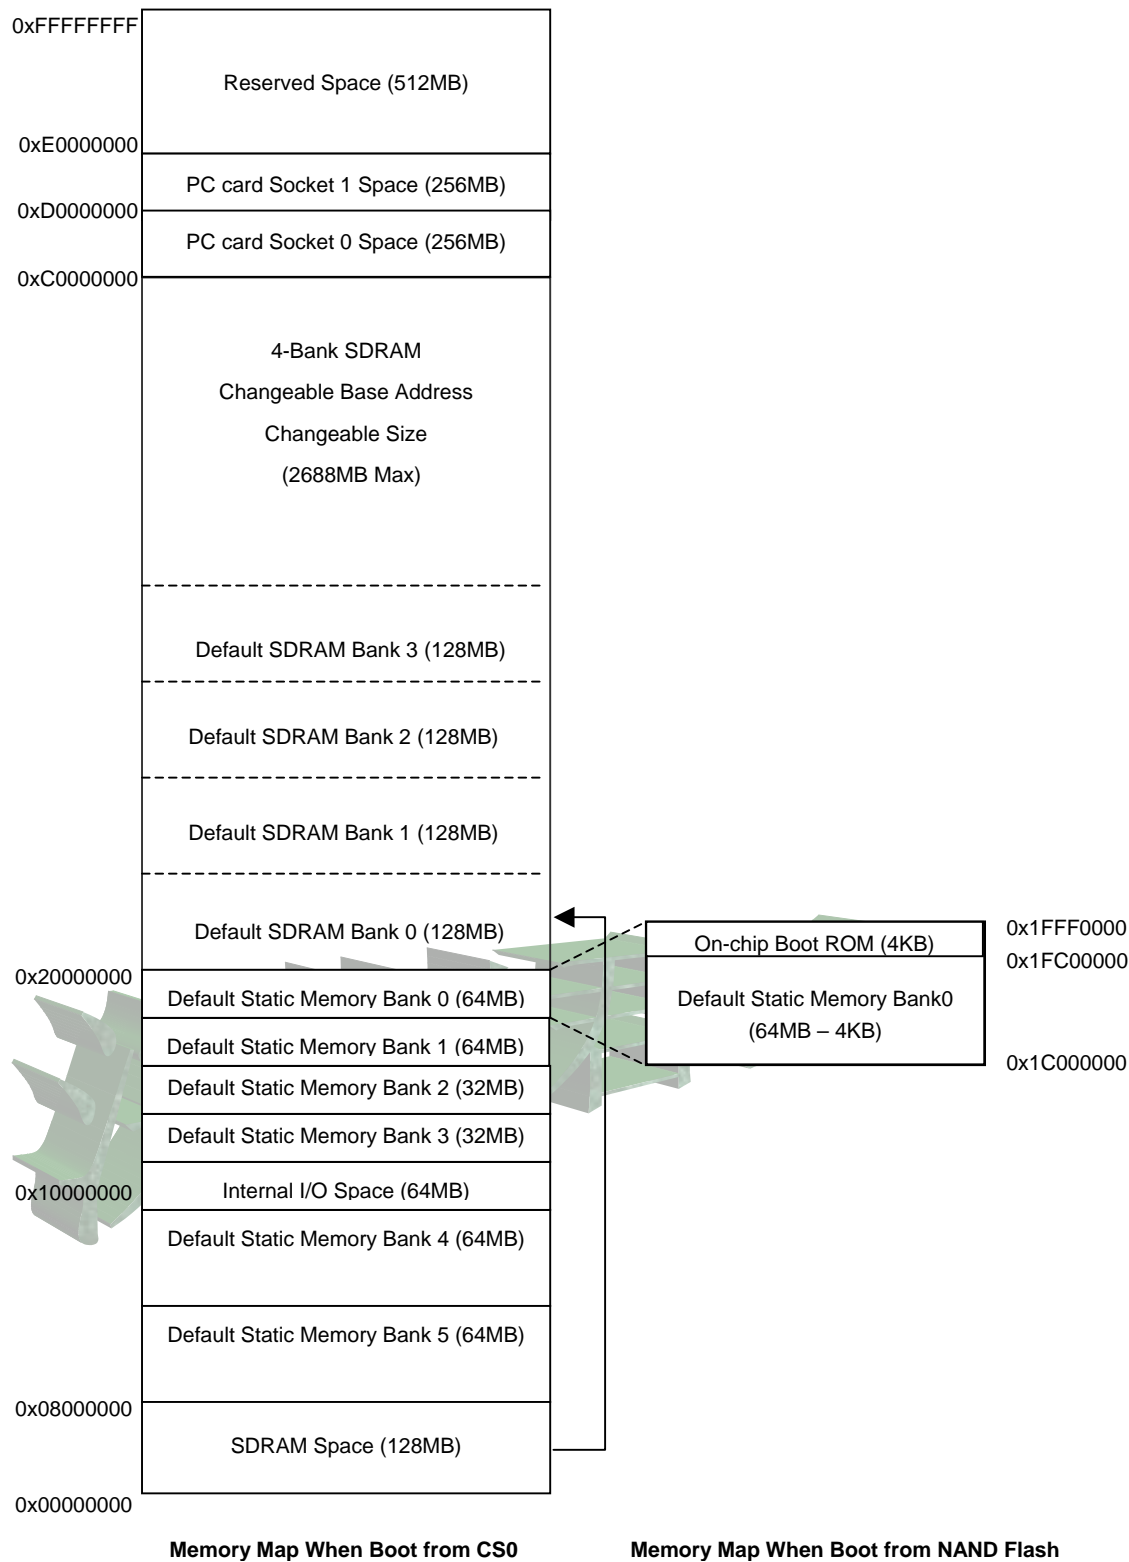 0xFFFFFFFF
Reserved Space (512MB)
0xE0000000
PC card Socket 1 Space (256MB)
0xD0000000
PC card Socket 0 Space (256MB)
0xC0000000
4-Bank SDRAM
Changeable Base Address
Changeable Size
(2688MB Max)
Default SDRAM Bank 3 (128MB)
Default SDRAM Bank 2 (128MB)
Default SDRAM Bank 1 (128MB)
Default SDRAM Bank 0 (128MB)
0x20000000
Default Static Memory Bank 0 (64MB)
Default Static Memory Bank 1 (64MB)
Default Static Memory Bank 2 (32MB)
Default Static Memory Bank 3 (32MB)
0x10000000
Internal I/O Space (64MB)
Default Static Memory Bank 4 (64MB)
Default Static Memory Bank 5 (64MB)
0x08000000
SDRAM Space (128MB)
0x00000000
Memory Map When Boot from CS0
On-chip Boot ROM (4KB)
0x1FFF0000
0x1FC00000
Default Static Memory Bank0
(64MB – 4KB)
0x1C000000
Memory Map When Boot from NAND Flash